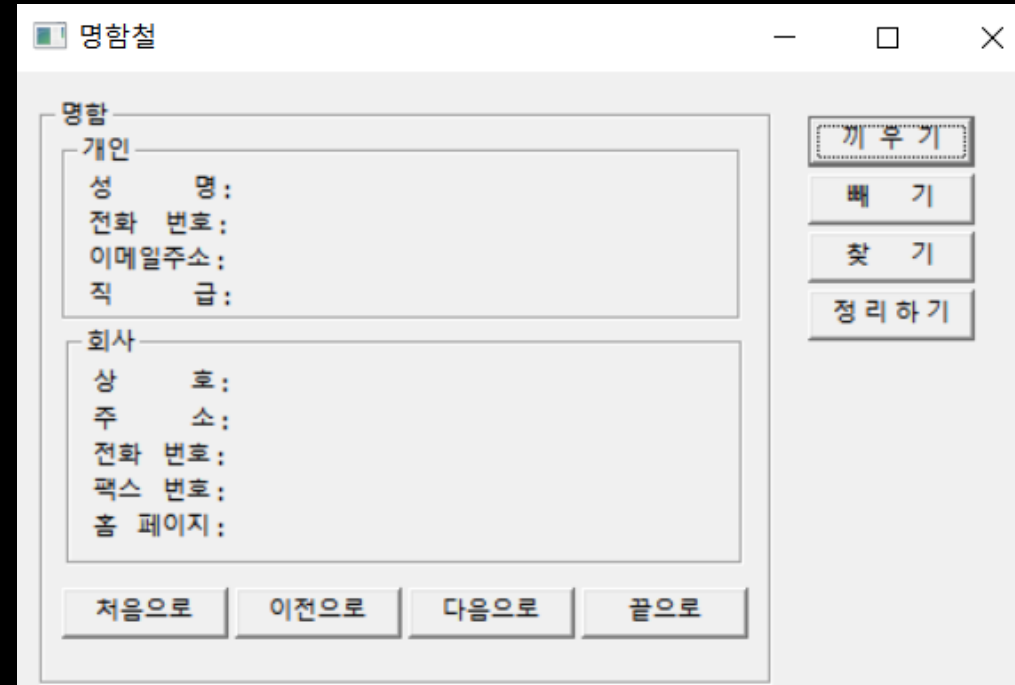 명함철
명함
개인
성 명 :
전화 번호 :
이메일주소 :
직 급 :
회사
상 호 :
주 소 :
전화 번호 :
팩스 번호 :
홈 페이지 :
처음으로 이전으로 다음으로 끝으로
끼 우 기
빼 기
찾 기
정 리 하 기